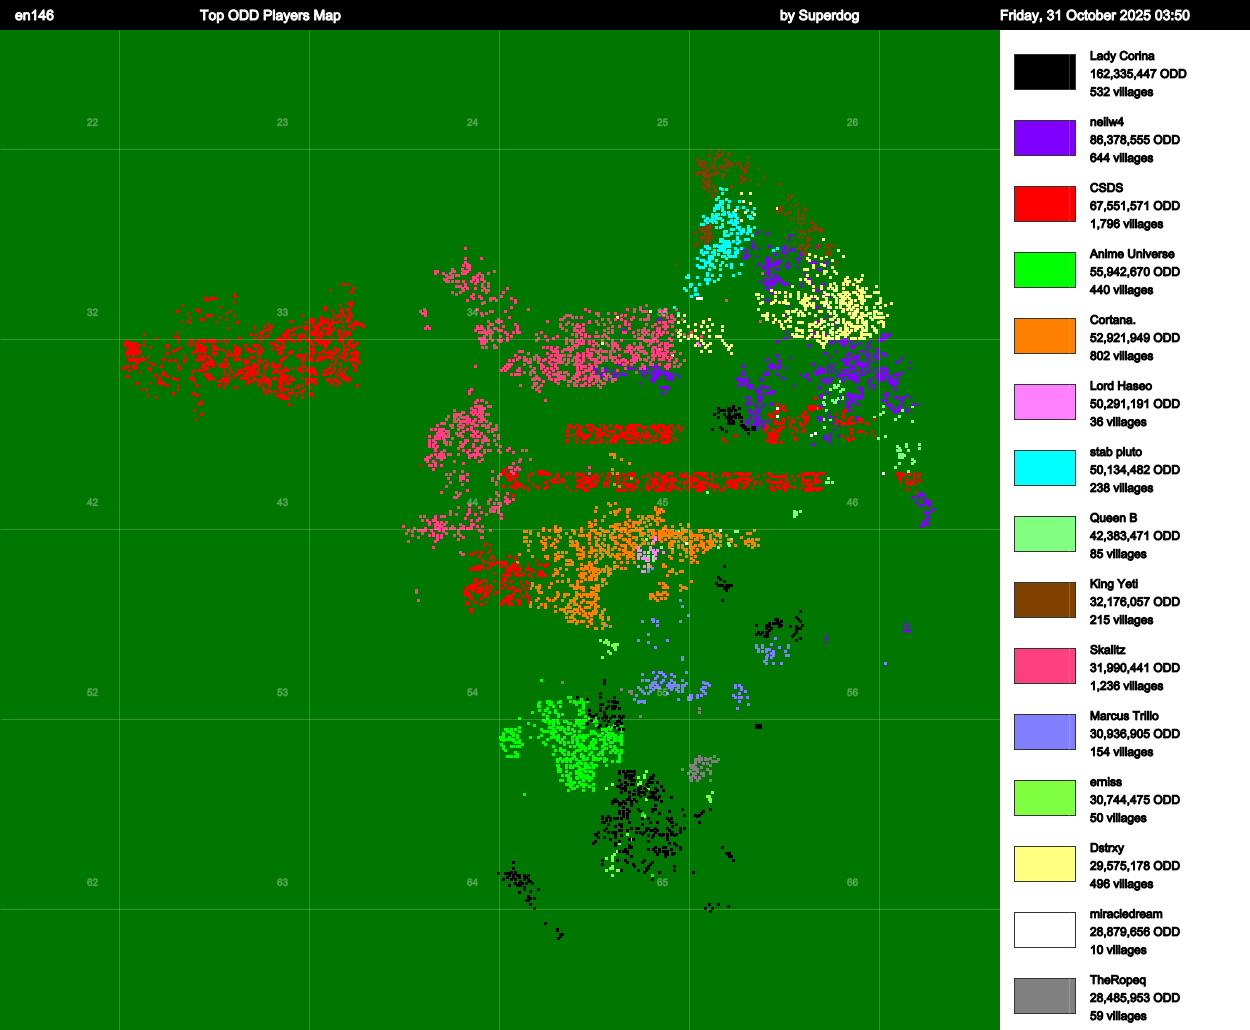 en146 Top ODD Players Map by Superdog Friday, 31 October 2025 03:50
Lady Corina
162,335,447 ODD
532 villages
neilw4
86,378,555 ODD
644 villages
CSDS
67,551,571 ODD
1,796 villages
Anime Universe
55,942,670 ODD
440 villages
Cortana.
52,921,949 ODD
802 villages
Lord Haseo
50,291,191 ODD
36 villages
stab pluto
50,134,482 ODD
238 villages
Queen B
42,383,471 ODD
85 villages
King Yeti
32,176,057 ODD
215 villages
Skalitz
31,990,441 ODD
1,236 villages
Marcus Trillo
30,936,905 ODD
154 villages
emiss
30,744,475 ODD
50 villages
Dstrxy
29,575,178 ODD
496 villages
miracledream
28,879,656 ODD
10 villages
TheRopeq
28,485,953 ODD
59 villages
22 23 24 25 26
32 33 34
42 43 44 45 46
52 53 54 55 56
62 63 64 65 66